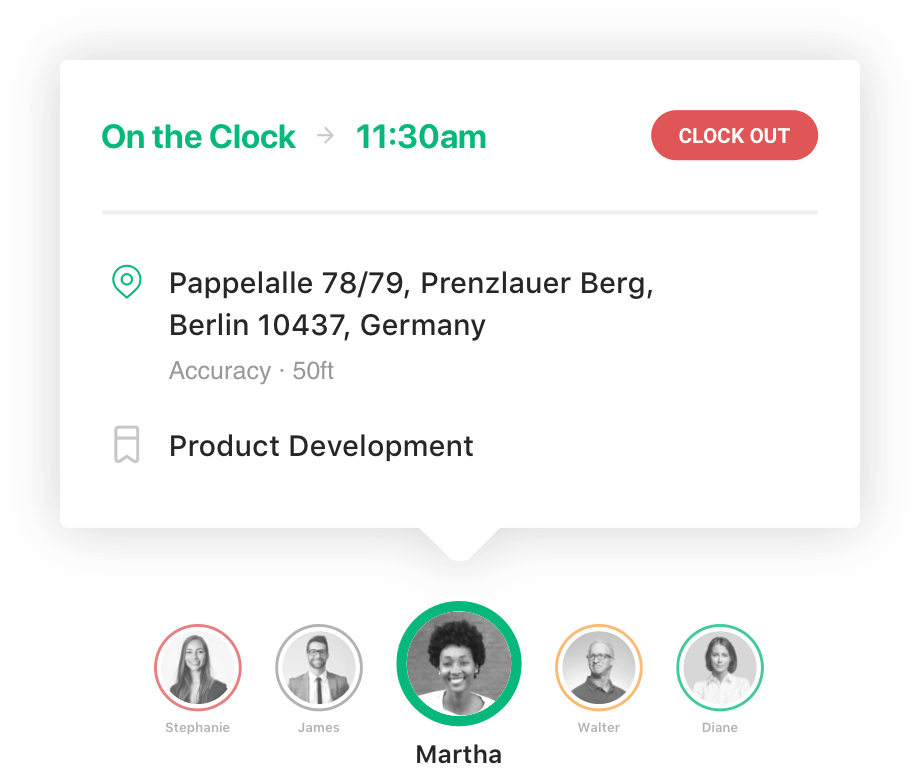 On the Clock → 11:30am
CLOCK OUT
Pappelalle 78/79, Prenzlauer Berg,
Berlin 10437, Germany
Accuracy · 50ft
Product Development
Stephanie
James
Martha
Walter
Diane